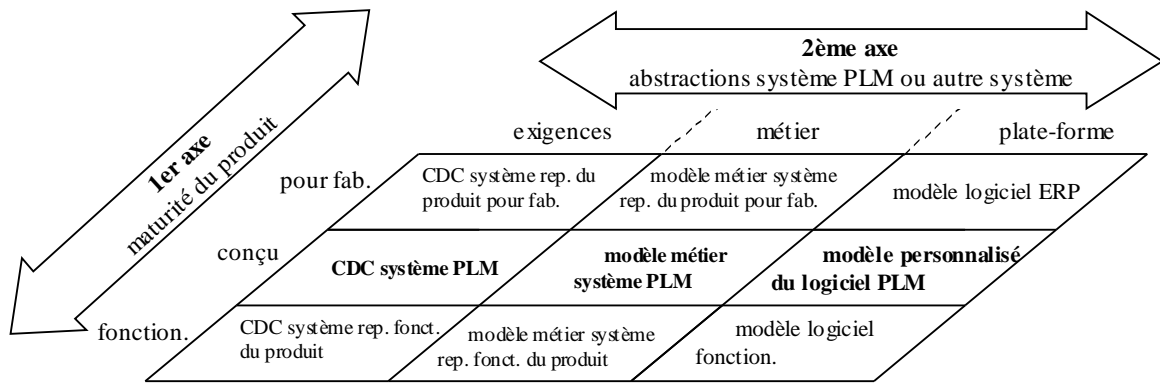 2ème axe
abstractions système PLM ou autre système
1er axe
maturité du produit
exigences
métier
plate-forme
pour fab.
CDC système rep. du
produit pour fab.
modèle métier système
rep. du produit pour fab.
modèle logiciel ERP
conçu
CDC système PLM
modèle métier
système PLM
modèle personnalisé
du logiciel PLM
fonction.
CDC système rep. fonct.
du produit
modèle métier système
rep. fonct. du produit
modèle logiciel
fonction.